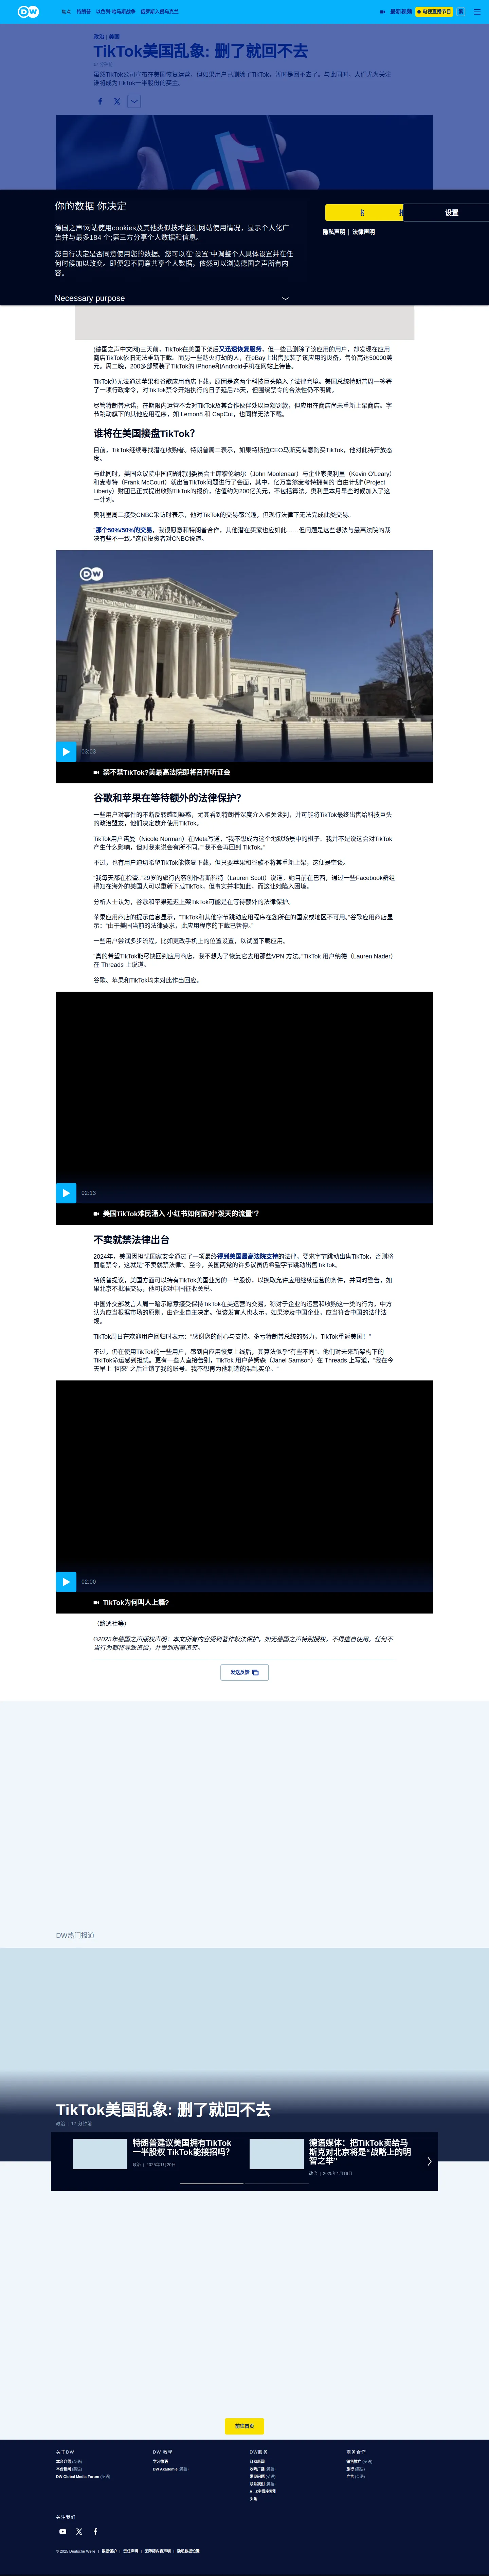 DW
焦点 特朗普 以色列-哈马斯战争 俄罗斯入侵乌克兰
最新视频 电视直播节目
政治 | 美国
TikTok美国乱象: 删了就回不去
17 分钟前
虽然TikTok公司宣布在美国恢复运营，但如果用户已删除了TikTok，暂时是回不去了。与此同时，人们尤为关注
谁将成为TikTok一半股份的买主。
你的数据 你决定
德国之声'网站使用cookies及其他类似技术监测网站使用情况，显示个人化广
告并与最多184 个;第三方分享个人数据和信息。
您自行决定是否同意使用您的数据。您可以在“设置”中调整个人具体设置并在任
何时候加以改变。即便您不同意共享个人数据，依然可以浏览德国之声所有内
容。
Necessary purpose
设置
隐私声明 | 法律声明
(德国之声中文网)三天前，TikTok在美国下架后又迅速恢复服务，但一些已删除了该应用的用户，却发现在应用
商店TikTok依旧无法重新下载。而另一些趁火打劫的人，在eBay上出售预装了该应用的设备，售价高达50000美
元。周二晚，200多部预装了TikTok的 iPhone和Android手机在网站上待售。
TikTok仍无法通过苹果和谷歌应用商店下载，原因是这两个科技巨头陷入了法律窘境。美国总统特朗普周一签署
了一项行政命令，对TikTok禁令开始执行的日子延后75天，但围绕禁令的合法性仍不明确。
尽管特朗普承诺，在期限内运营不会对TikTok及其合作伙伴处以巨额罚款，但应用在商店尚未重新上架商店。字
节跳动旗下的其他应用程序，如 Lemon8 和 CapCut，也同样无法下载。
谁将在美国接盘TikTok?
目前，TikTok继续寻找潜在收购者。特朗普周二表示，如果特斯拉CEO马斯克有意购买TikTok，他对此持开放态
度。
与此同时，美国众议院中国问题特别委员会主席穆伦纳尔（John Moolenaar）与企业家奥利里（Kevin O'Leary）
和麦考特（Frank McCourt）就出售TikTok问题进行了会面，其中，亿万富翁麦考特拥有的“自由计划”（Project
Liberty）财团已正式提出收购TikTok的报价，估值约为200亿美元，不包括算法。奥利里本月早些时候加入了这
一计划。
奥利里周二接受CNBC采访时表示，他对TikTok的交易感兴趣，但现行法律下无法完成此类交易。
“那个50%/50%的交易，我很愿意和特朗普合作，其他潜在买家也应如此……但问题是这些想法与最高法院的裁
决有些不一致。”这位投资者对CNBC说道。
DW
03:03
禁不禁TikTok?美最高法院即将召开听证会
谷歌和苹果在等待额外的法律保护?
一些用户对事件的不断反转感到疑惑，尤其看到特朗普深度介入相关谈判，并可能将TikTok最终出售给科技巨头
的政治盟友，他们决定放弃使用TikTok。
TikTok用户诺曼（Nicole Norman）在Meta写道，“我不想成为这个地狱场景中的棋子。我并不是说这会对TikTok
产生什么影响，但对我来说会有所不同。”“我不会再回到 TikTok。”
不过，也有用户迫切希望TikTok能恢复下载，但只要苹果和谷歌不将其重新上架，这便是空谈。
“我每天都在检查。”29岁的旅行内容创作者斯科特（Lauren Scott）说道。她目前在巴西，通过一些Facebook群组
得知在海外的美国人可以重新下载TikTok，但事实并非如此。而这让她陷入困境。
分析人士认为，谷歌和苹果延迟上架TikTok可能是在等待额外的法律保护。
苹果应用商店的提示信息显示，“TikTok和其他字节跳动应用程序在您所在的国家或地区不可用。”谷歌应用商店显
示：“由于美国当前的法律要求，此应用程序的下载已暂停。”
一些用户尝试多步流程，比如更改手机上的位置设置，以试图下载应用。
“真的希望TikTok能尽快回到应用商店，我不想为了恢复它去用那些VPN 方法。”TikTok 用户纳德（Lauren Nader）
在 Threads 上说道。
谷歌、苹果和TikTok均未对此作出回应。
02:13
美国TikTok难民涌入 小红书如何面对“泼天的流量”?
不卖就禁法律出台
2024年，美国因担忧国家安全通过了一项最终得到美国最高法院支持的法律，要求字节跳动出售TikTok，否则将
面临禁令，这就是“不卖就禁法律”。至今，美国两党的许多议员仍希望字节跳动出售TikTok。
特朗普提议，美国方面可以持有TikTok美国业务的一半股份，以换取允许应用继续运营的条件，并同时警告，如
果北京不批准交易，他可能对中国征收关税。
中国外交部发言人周一暗示愿意接受保持TikTok在美运营的交易，称对于企业的运营和收购这一类的行为，中方
认为应当根据市场的原则，由企业自主决定。但该发言人也表示，如果涉及中国企业，应当符合中国的法律法
规。
TikTok周日在欢迎用户回归时表示：“感谢您的耐心与支持。多亏特朗普总统的努力，TikTok重返美国！”
不过，仍在使用TikTok的一些用户，感到自应用恢复上线后，其算法似乎“有些不同”。他们对未来新架构下的
TikTok命运感到担忧。更有一些人直接告别，TikTok 用户萨姆森（Janel Samson）在 Threads 上写道，“我在今
天早上 ‘回来’ 之后注销了我的账号。我不想再为他制造的混乱买单。”
02:00
TikTok为何叫人上瘾?
（路透社等）
©2025年德国之声版权声明：本文所有内容受到著作权法保护，如无德国之声特别授权，不得擅自使用。任何不
当行为都将导致追偿，并受到刑事追究。
发送反馈
DW热门报道
TikTok美国乱象: 删了就回不去
政治 | 17 分钟前
特朗普建议美国拥有TikTok
一半股权 TikTok能接招吗?
政治 | 2025年1月20日
德语媒体：把TikTok卖给马
斯克对北京将是“战略上的明
智之举”
政治 | 2025年1月16日
前往首页
关于DW
本台介绍 (英语)
本台新闻 (英语)
DW Global Media Forum (英语)
DW 教学
学习德语
DW Akademie (英语)
DW服务
订阅新闻
收听广播 (英语)
常见问题 (英语)
联系我们 (英语)
A - Z字母序索引
头条
商务合作
销售推广 (英语)
旅行 (英语)
广告 (英语)
关注我们
© 2025 Deutsche Welle | 数据保护 | 责任声明 | 无障碍内容声明 | 隐私数据设置